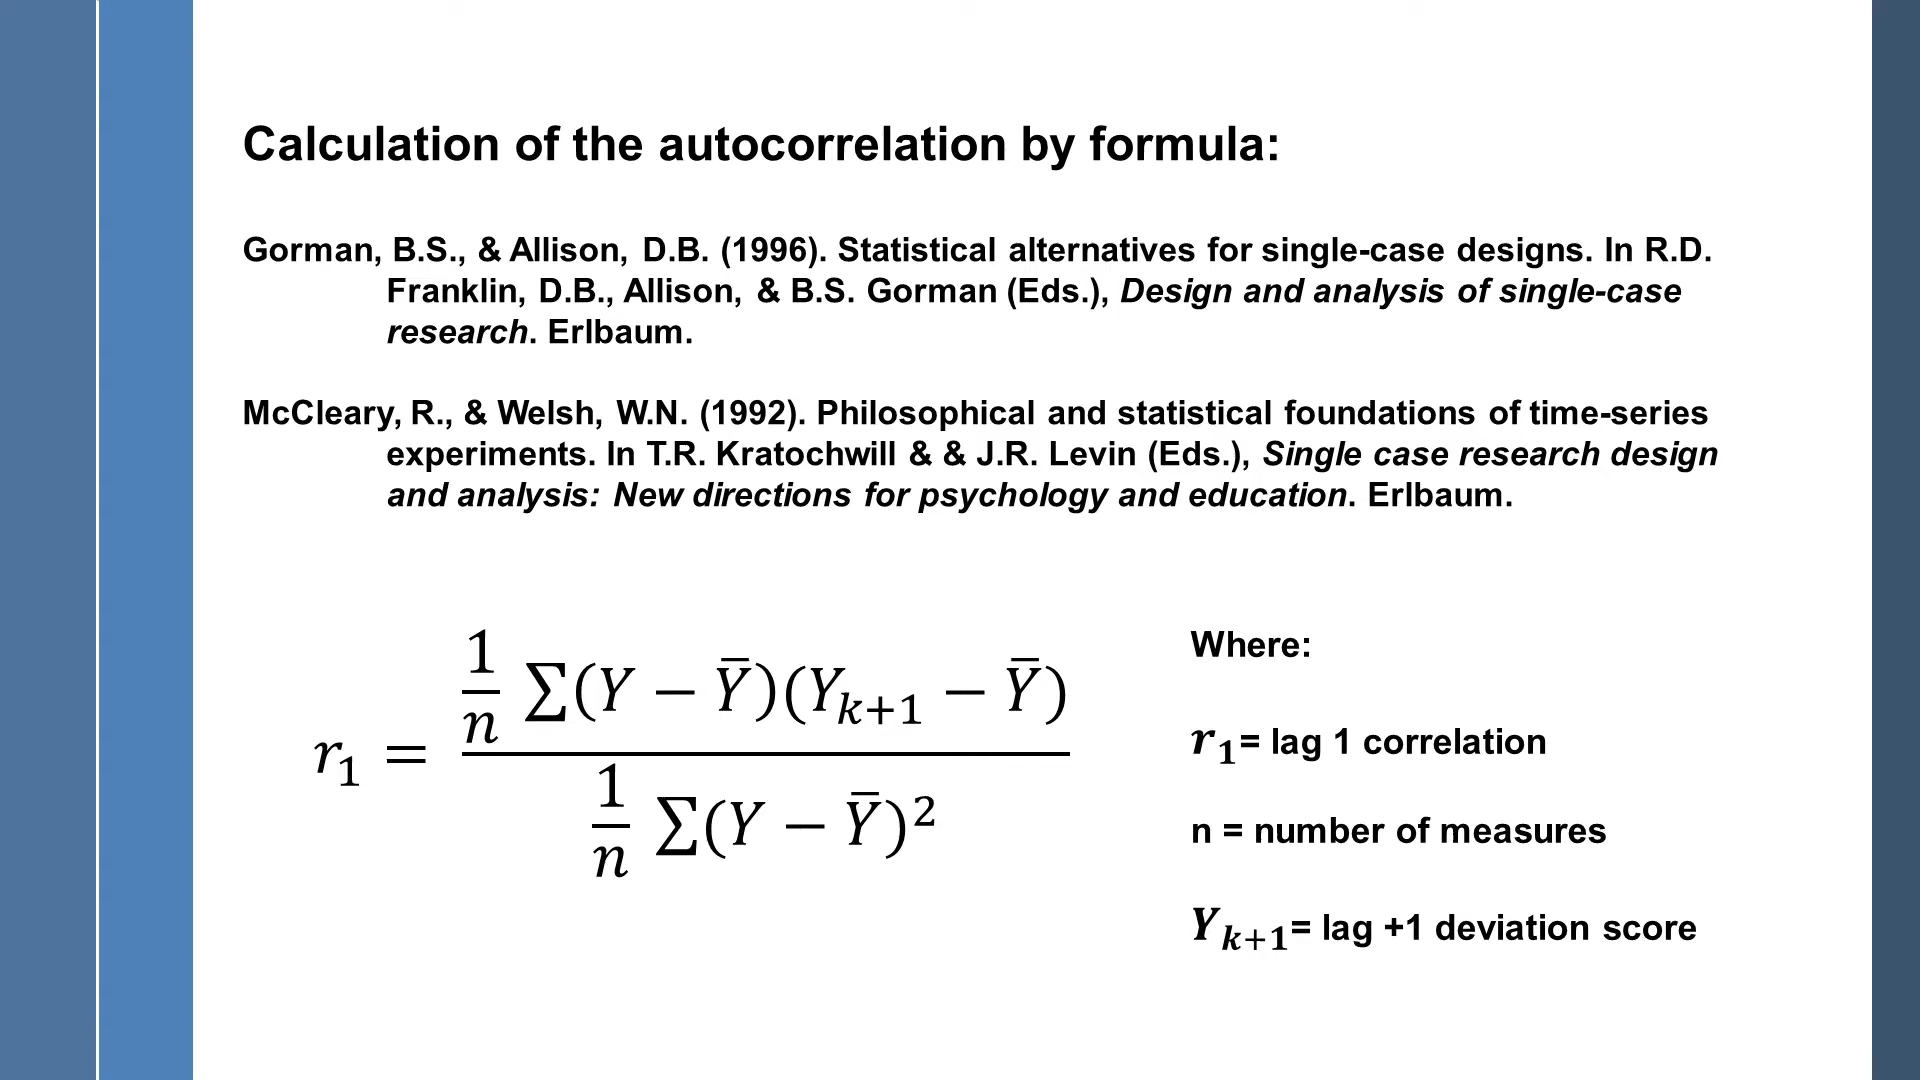 Calculation of the autocorrelation by formula:
Gorman, B.S., & Allison, D.B. (1996). Statistical alternatives for single-case designs. In R.D.
Franklin, D.B., Allison, & B.S. Gorman (Eds.), Design and analysis of single-case
research. Erlbaum.
McCleary, R., & Welsh, W.N. (1992). Philosophical and statistical foundations of time-series
experiments. In T.R. Kratochwill & & J.R. Levin (Eds.), Single case research design
and analysis: New directions for psychology and education. Erlbaum.
r₁ = (1/n ∑(Y − Ȳ)(Yₖ₊₁ − Ȳ)) / (1/n ∑(Y − Ȳ)²)
Where:
r₁= lag 1 correlation
n = number of measures
Yₖ₊₁= lag +1 deviation score